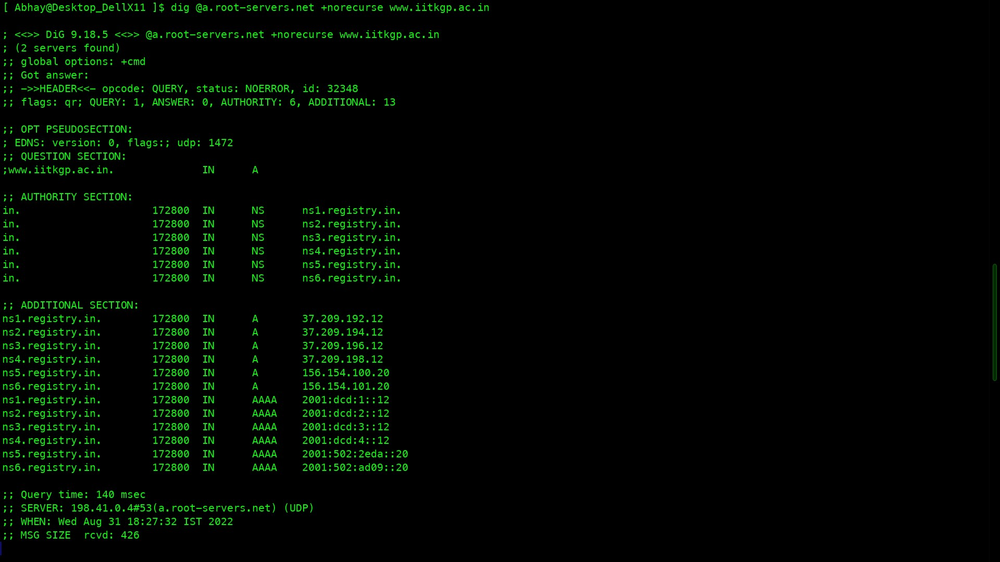 [ Abhay@Desktop_DellX11 ]$ dig @a.root-servers.net +norecurse www.iitkgp.ac.in
; <<>> DiG 9.18.5 <<>> @a.root-servers.net +norecurse www.iitkgp.ac.in
; (2 servers found)
;; global options: +cmd
;; Got answer:
;; ->>HEADER<<- opcode: QUERY, status: NOERROR, id: 32348
;; flags: qr; QUERY: 1, ANSWER: 0, AUTHORITY: 6, ADDITIONAL: 13
;; OPT PSEUDOSECTION:
; EDNS: version: 0, flags:; udp: 1472
;; QUESTION SECTION:
;www.iitkgp.ac.in. IN A
;; AUTHORITY SECTION:
in. 172800 IN NS ns1.registry.in.
in. 172800 IN NS ns2.registry.in.
in. 172800 IN NS ns3.registry.in.
in. 172800 IN NS ns4.registry.in.
in. 172800 IN NS ns5.registry.in.
in. 172800 IN NS ns6.registry.in.
;; ADDITIONAL SECTION:
ns1.registry.in. 172800 IN A 37.209.192.12
ns2.registry.in. 172800 IN A 37.209.194.12
ns3.registry.in. 172800 IN A 37.209.196.12
ns4.registry.in. 172800 IN A 37.209.198.12
ns5.registry.in. 172800 IN A 156.154.100.20
ns6.registry.in. 172800 IN A 156.154.101.20
ns1.registry.in. 172800 IN AAAA 2001:dcd:1::12
ns2.registry.in. 172800 IN AAAA 2001:dcd:2::12
ns3.registry.in. 172800 IN AAAA 2001:dcd:3::12
ns4.registry.in. 172800 IN AAAA 2001:dcd:4::12
ns5.registry.in. 172800 IN AAAA 2001:502:2eda::20
ns6.registry.in. 172800 IN AAAA 2001:502:ad09::20
;; Query time: 140 msec
;; SERVER: 198.41.0.4#53(a.root-servers.net) (UDP)
;; WHEN: Wed Aug 31 18:27:32 IST 2022
;; MSG SIZE  rcvd: 426